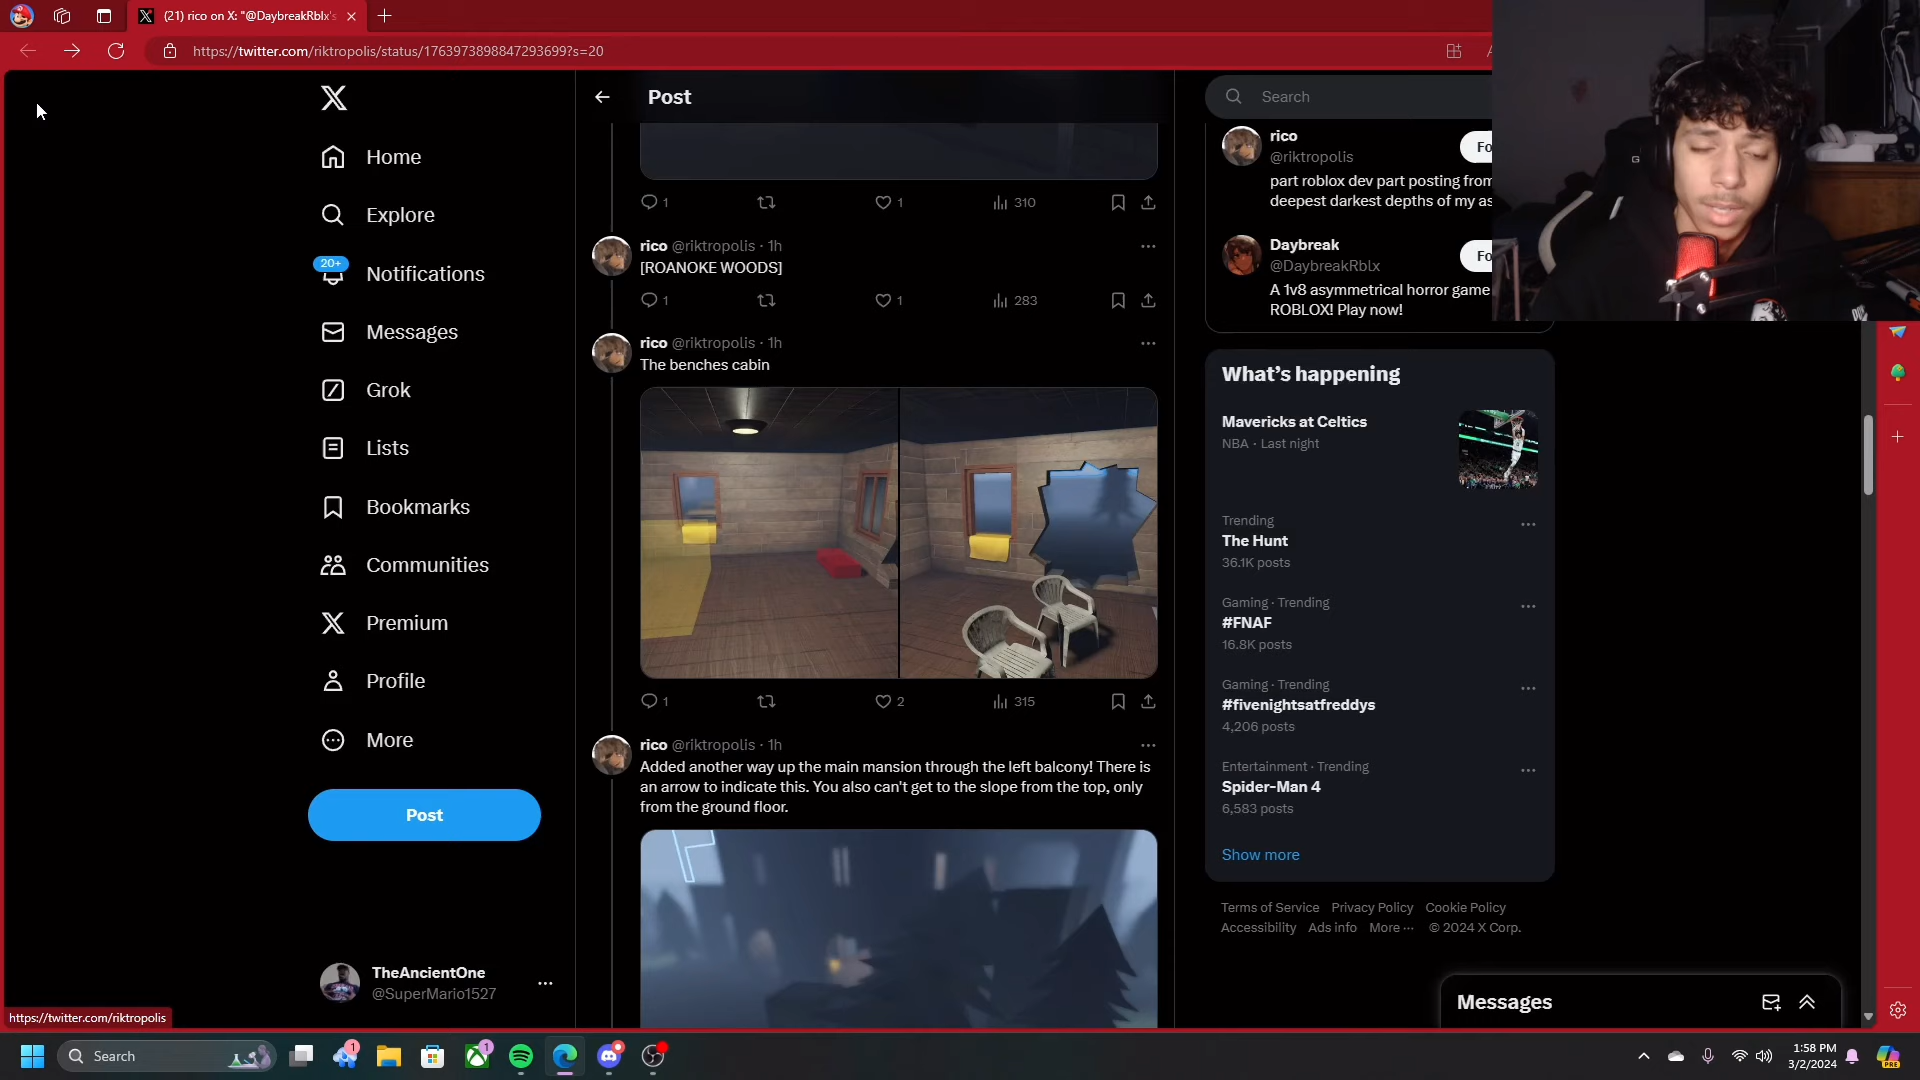 (21) rico on X: "@DaybreakRblx's
https://twitter.com/riktropolis/status/1763973898847293699?s=20
Post
Search
Home
Explore
20+
Notifications
Messages
Grok
Lists
Bookmarks
Communities
Premium
Profile
More
Post
TheAncientOne
@SuperMario1527
https://twitter.com/riktropolis
1
1
310
rico @riktropolis · 1h
[ROANOKE WOODS]
1
1
283
rico @riktropolis · 1h
The benches cabin
1
2
315
rico @riktropolis · 1h
Added another way up the main mansion through the left balcony! There is
an arrow to indicate this. You also can't get to the slope from the top, only
from the ground floor.
rico
@riktropolis
Fo
part roblox dev part posting from
deepest darkest depths of my as
Daybreak
@DaybreakRblx
Fo
A 1v8 asymmetrical horror game
ROBLOX! Play now!
What's happening
Mavericks at Celtics
NBA · Last night
Trending
The Hunt
36.1K posts
Gaming · Trending
#FNAF
16.8K posts
Gaming · Trending
#fivenightsatfreddys
4,206 posts
Entertainment · Trending
Spider-Man 4
6,583 posts
Show more
Terms of Service Privacy Policy Cookie Policy
Accessibility Ads info More ··· © 2024 X Corp.
Messages
Search
1
1
1:58 PM
3/2/2024
PRE